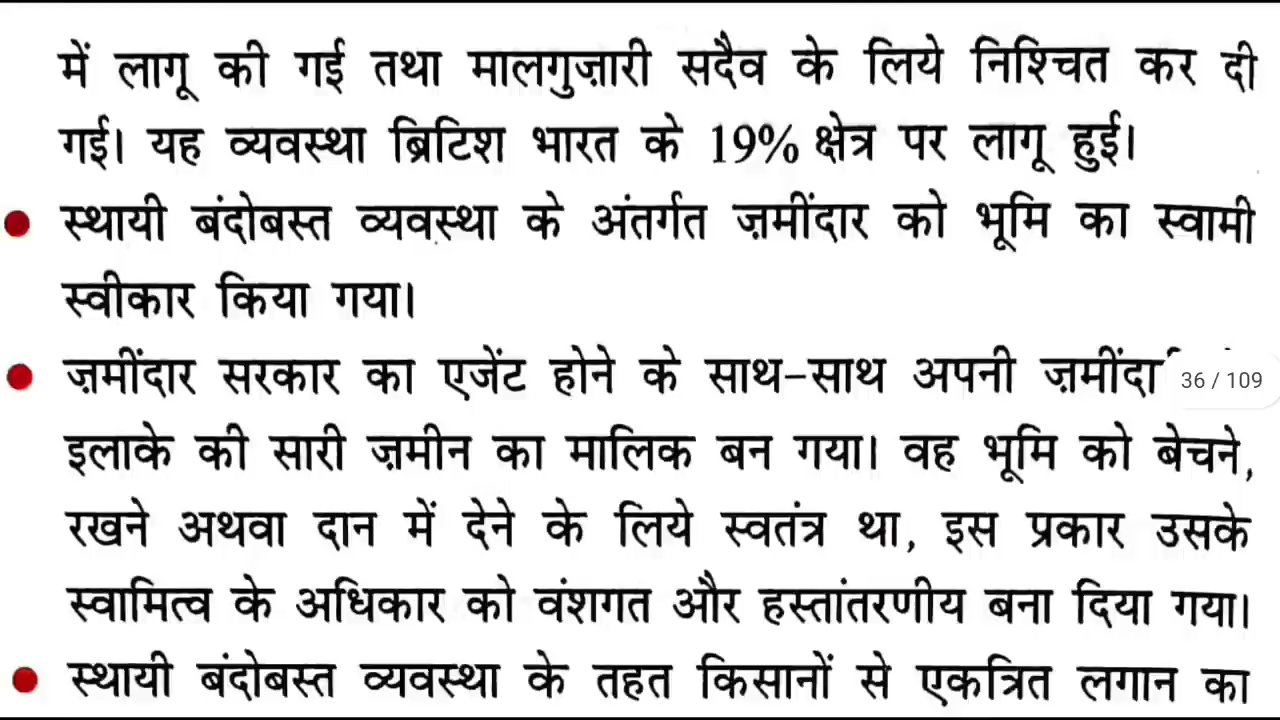 में लागू की गई तथा मालगुज़ारी सदैव के लिये निश्चित कर दी
गई। यह व्यवस्था ब्रिटिश भारत के 19% क्षेत्र पर लागू हुई।
• स्थायी बंदोबस्त व्यवस्था के अंतर्गत ज़मींदार को भूमि का स्वामी
स्वीकार किया गया।
• ज़मींदार सरकार का एजेंट होने के साथ-साथ अपनी
36 / 109
इलाके की सारी ज़मीन का मालिक बन गया। वह भूमि को बेचने,
रखने अथवा दान में देने के लिये स्वतंत्र था, इस प्रकार उसके
स्वामित्व के अधिकार को वंशगत और हस्तांतरणीय बना दिया गया।
• स्थायी बंदोबस्त व्यवस्था के तहत किसानों से एकत्रित लगान का